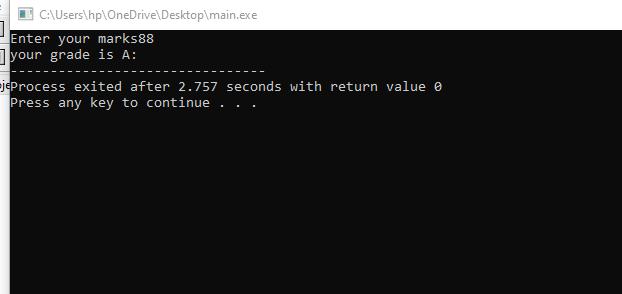 C:\Users\hp\OneDrive\Desktop\main.exe
Enter your marks88
your grade is A:
--------------------------------
Process exited after 2.757 seconds with return value 0
Press any key to continue . . .